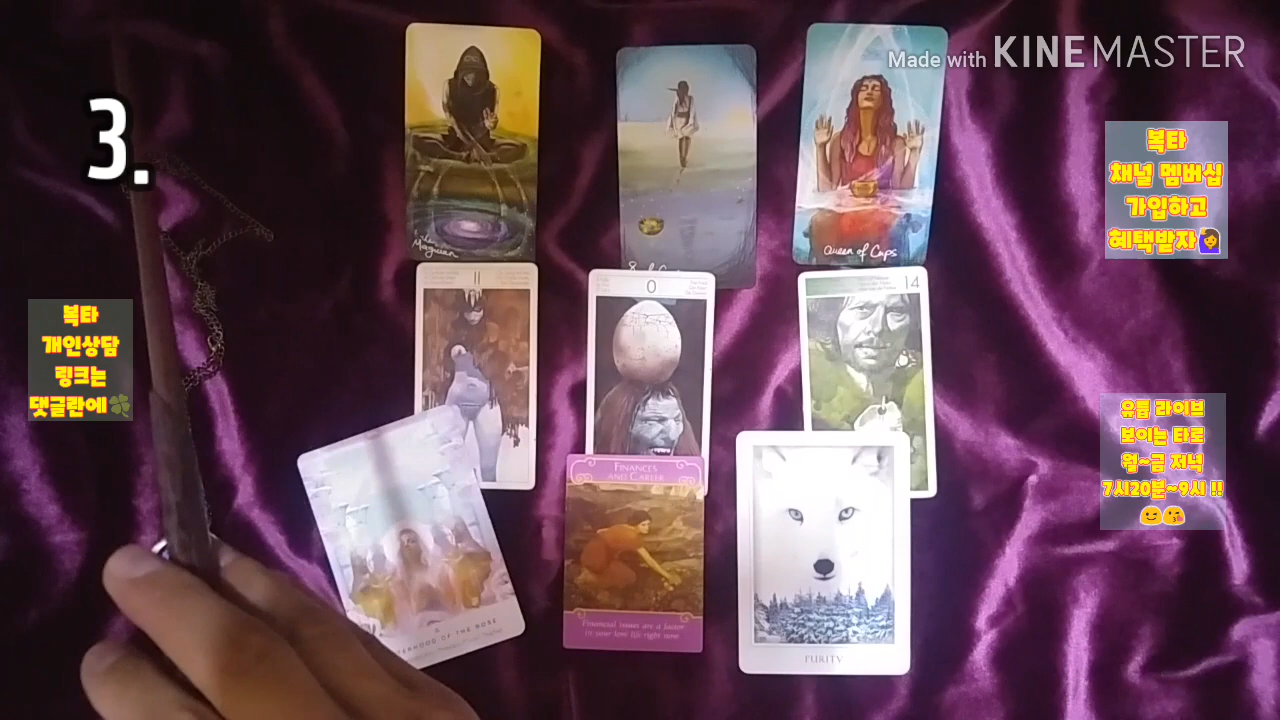 Made with KINEMASTER
3.
복타
채널 멤버십
가입하고
혜택받자🙋‍♀️
복타
개인상담
링크는
댓글란에🍀
유튭 라이브
보이는 타로
월~금 저녁
7시20분~9시 !!
😉😘
Magician
Queen of Cups
II
0
14
FINANCES
AND CAREER
Financial issues are a factor
in your love life right now
OF THE ROSE
PURITY